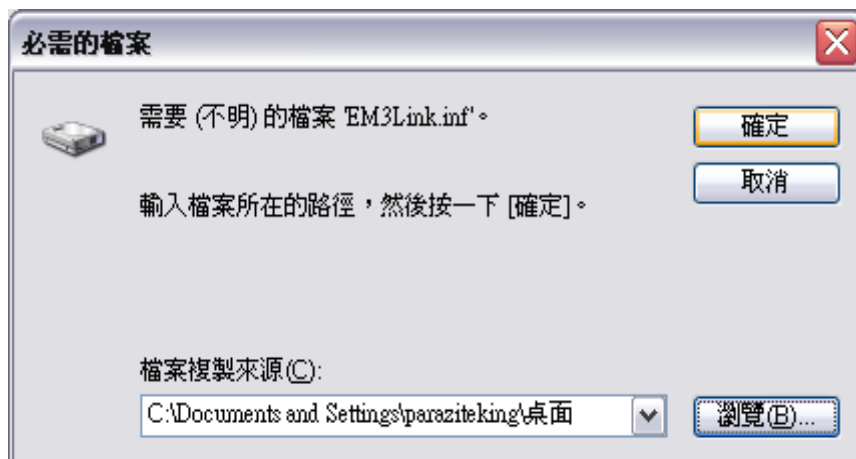 必需的檔案
需要 (不明) 的檔案 'EM3Link.inf'。
確定
取消
輸入檔案所在的路徑，然後按一下 [確定]。
檔案複製來源(C):
C:\Documents and Settings\paraziteking\桌面
瀏覽(B)...